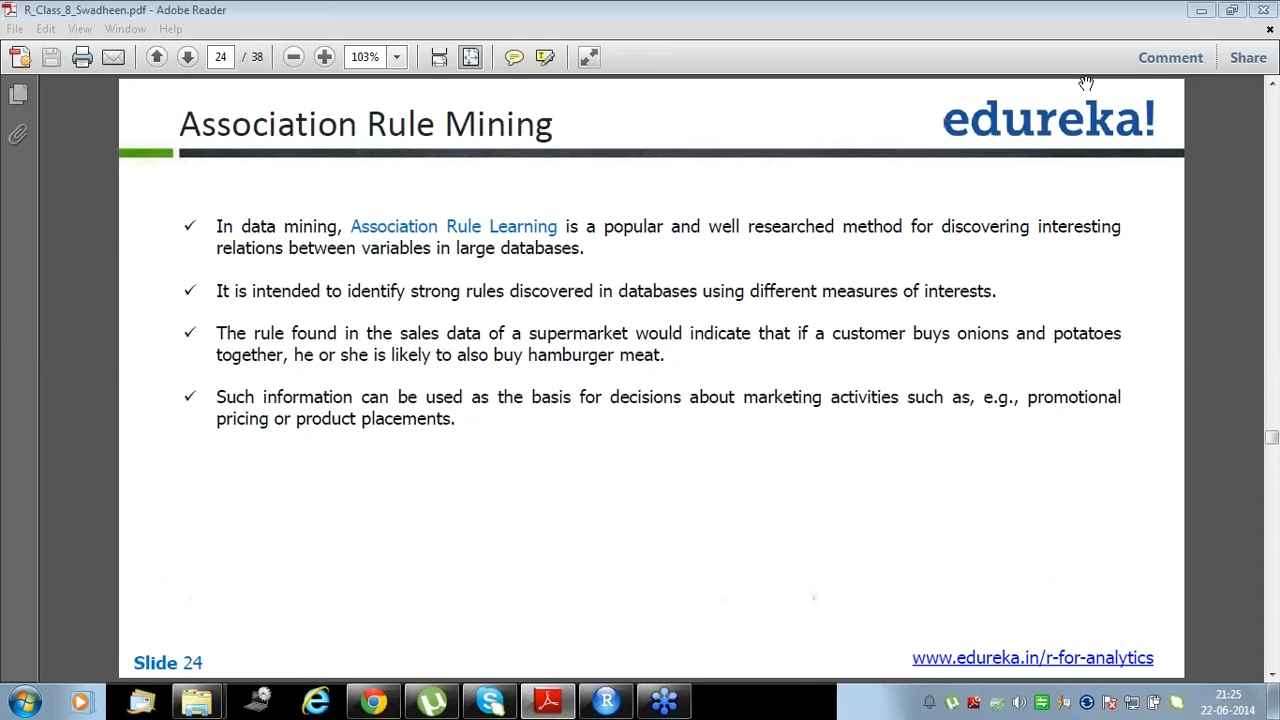 R_Class_8_Swadheen.pdf - Adobe Reader
File Edit View Window Help
24 / 38 103% Comment Share
Association Rule Mining
edureka!
✓ In data mining, Association Rule Learning is a popular and well researched method for discovering interesting
relations between variables in large databases.
✓ It is intended to identify strong rules discovered in databases using different measures of interests.
✓ The rule found in the sales data of a supermarket would indicate that if a customer buys onions and potatoes
together, he or she is likely to also buy hamburger meat.
✓ Such information can be used as the basis for decisions about marketing activities such as, e.g., promotional
pricing or product placements.
Slide 24
www.edureka.in/r-for-analytics
21:25
22-06-2014